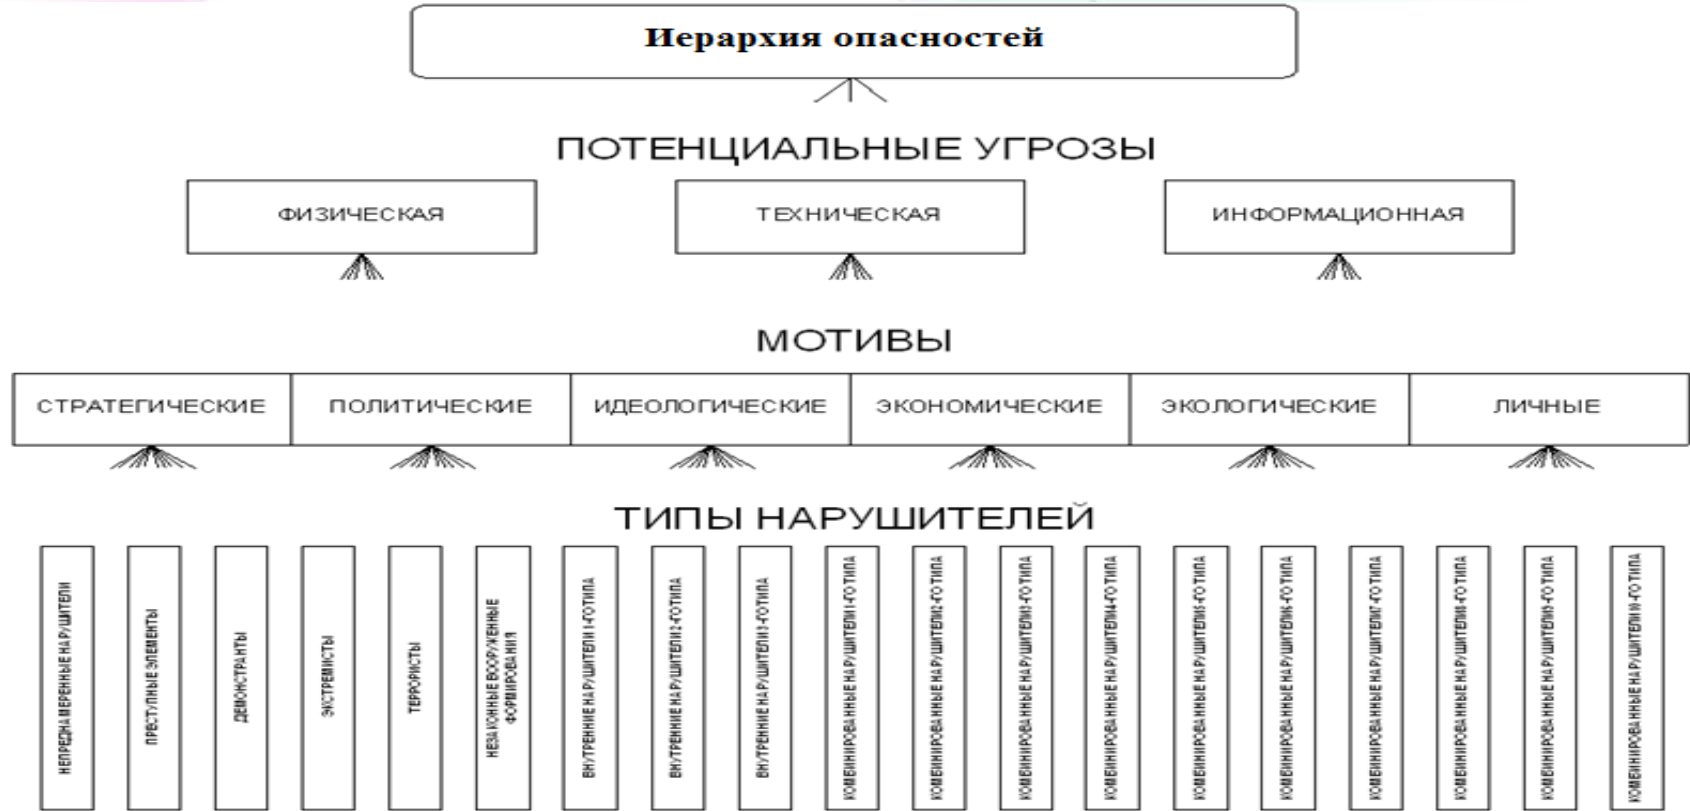 Иерархия опасностей
ПОТЕНЦИАЛЬНЫЕ УГРОЗЫ
ФИЗИЧЕСКАЯ
ТЕХНИЧЕСКАЯ
ИНФОРМАЦИОННАЯ
МОТИВЫ
СТРАТЕГИЧЕСКИЕ
ПОЛИТИЧЕСКИЕ
ИДЕОЛОГИЧЕСКИЕ
ЭКОНОМИЧЕСКИЕ
ЭКОЛОГИЧЕСКИЕ
ЛИЧНЫЕ
ТИПЫ НАРУШИТЕЛЕЙ
НЕПРЕДНАМЕРЕННЫЕ НАРУШИТЕЛИ
ПРЕСТУПНЫЕ ЭЛЕМЕНТЫ
ДЕМОНСТРАНТЫ
ЭКСТРЕМИСТЫ
ТЕРРОРИСТЫ
НЕЗАКОННЫЕ ВООРУЖЕННЫЕ
ФОРМИРОВАНИЯ
ВНУТРЕННИЕ НАРУШИТЕЛИ 1-ГО ТИПА
ВНУТРЕННИЕ НАРУШИТЕЛИ 2-ГО ТИПА
ВНУТРЕННИЕ НАРУШИТЕЛИ 3-ГО ТИПА
КОМБИНИРОВАННЫЕ НАРУШИТЕЛИ 1-ГО ТИПА
КОМБИНИРОВАННЫЕ НАРУШИТЕЛИ 2-ГО ТИПА
КОМБИНИРОВАННЫЕ НАРУШИТЕЛИ 3-ГО ТИПА
КОМБИНИРОВАННЫЕ НАРУШИТЕЛИ 4-ГО ТИПА
КОМБИНИРОВАННЫЕ НАРУШИТЕЛИ 5-ГО ТИПА
КОМБИНИРОВАННЫЕ НАРУШИТЕЛИ 6-ГО ТИПА
КОМБИНИРОВАННЫЕ НАРУШИТЕЛИ 7-ГО ТИПА
КОМБИНИРОВАННЫЕ НАРУШИТЕЛИ 8-ГО ТИПА
КОМБИНИРОВАННЫЕ НАРУШИТЕЛИ 9-ГО ТИПА
КОМБИНИРОВАННЫЕ НАРУШИТЕЛИ 10-ГО ТИПА